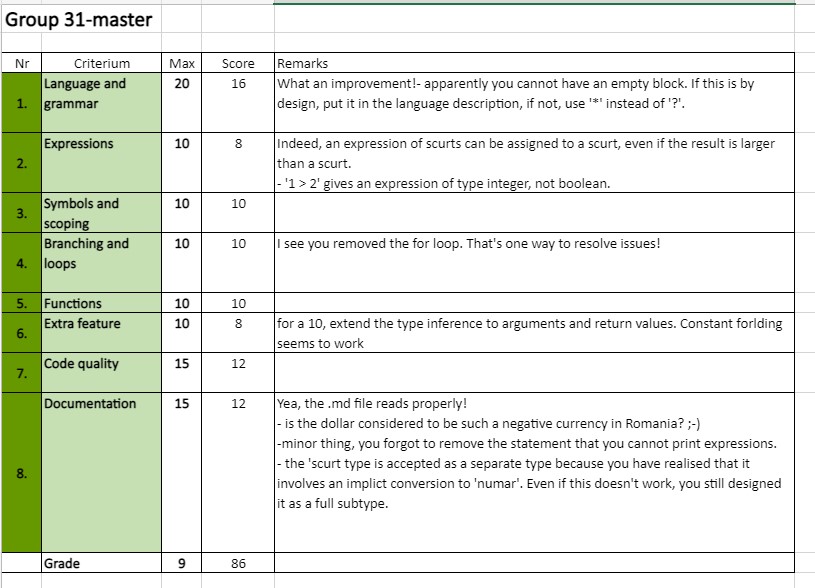 Group 31-master
Nr Criterium Max Score Remarks
1. Language and grammar 20 16 What an improvement!- apparently you cannot have an empty block. If this is by
design, put it in the language description, if not, use '*' instead of '?'.
2. Expressions 10 8 Indeed, an expression of scurts can be assigned to a scurt, even if the result is larger
than a scurt.
- '1 > 2' gives an expression of type integer, not boolean.
3. Symbols and scoping 10 10
4. Branching and loops 10 10 I see you removed the for loop. That's one way to resolve issues!
5. Functions 10 10
6. Extra feature 10 8 for a 10, extend the type inference to arguments and return values. Constant forlding
seems to work
7. Code quality 15 12
8. Documentation 15 12 Yea, the .md file reads properly!
- is the dollar considered to be such a negative currency in Romania? ;-)
-minor thing, you forgot to remove the statement that you cannot print expressions.
- the 'scurt type is accepted as a separate type because you have realised that it
involves an implict conversion to 'numar'. Even if this doesn't work, you still designed
it as a full subtype.
Grade 9 86